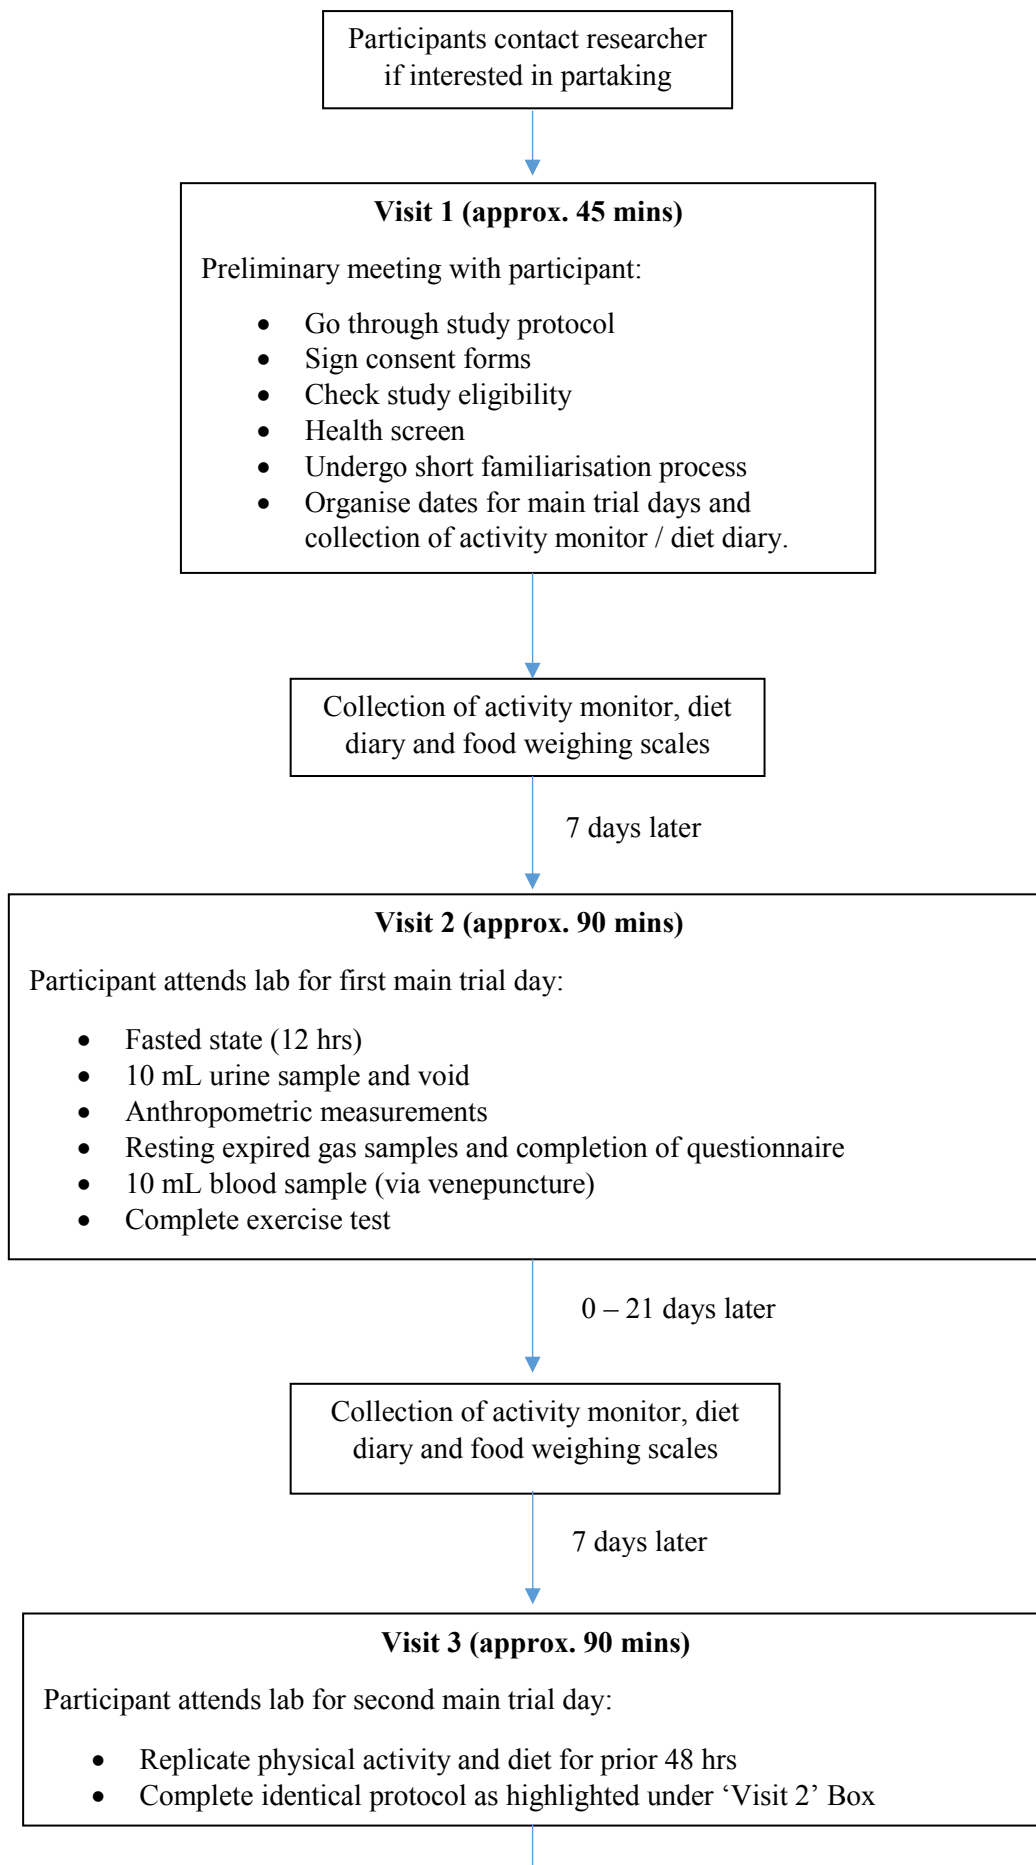 Participants contact researcher
if interested in partaking
Visit 1 (approx. 45 mins)
Preliminary meeting with participant:
• Go through study protocol
• Sign consent forms
• Check study eligibility
• Health screen
• Undergo short familiarisation process
• Organise dates for main trial days and
collection of activity monitor / diet diary.
Collection of activity monitor, diet
diary and food weighing scales
7 days later
Visit 2 (approx. 90 mins)
Participant attends lab for first main trial day:
• Fasted state (12 hrs)
• 10 mL urine sample and void
• Anthropometric measurements
• Resting expired gas samples and completion of questionnaire
• 10 mL blood sample (via venepuncture)
• Complete exercise test
0 – 21 days later
Collection of activity monitor, diet
diary and food weighing scales
7 days later
Visit 3 (approx. 90 mins)
Participant attends lab for second main trial day:
• Replicate physical activity and diet for prior 48 hrs
• Complete identical protocol as highlighted under ‘Visit 2’ Box